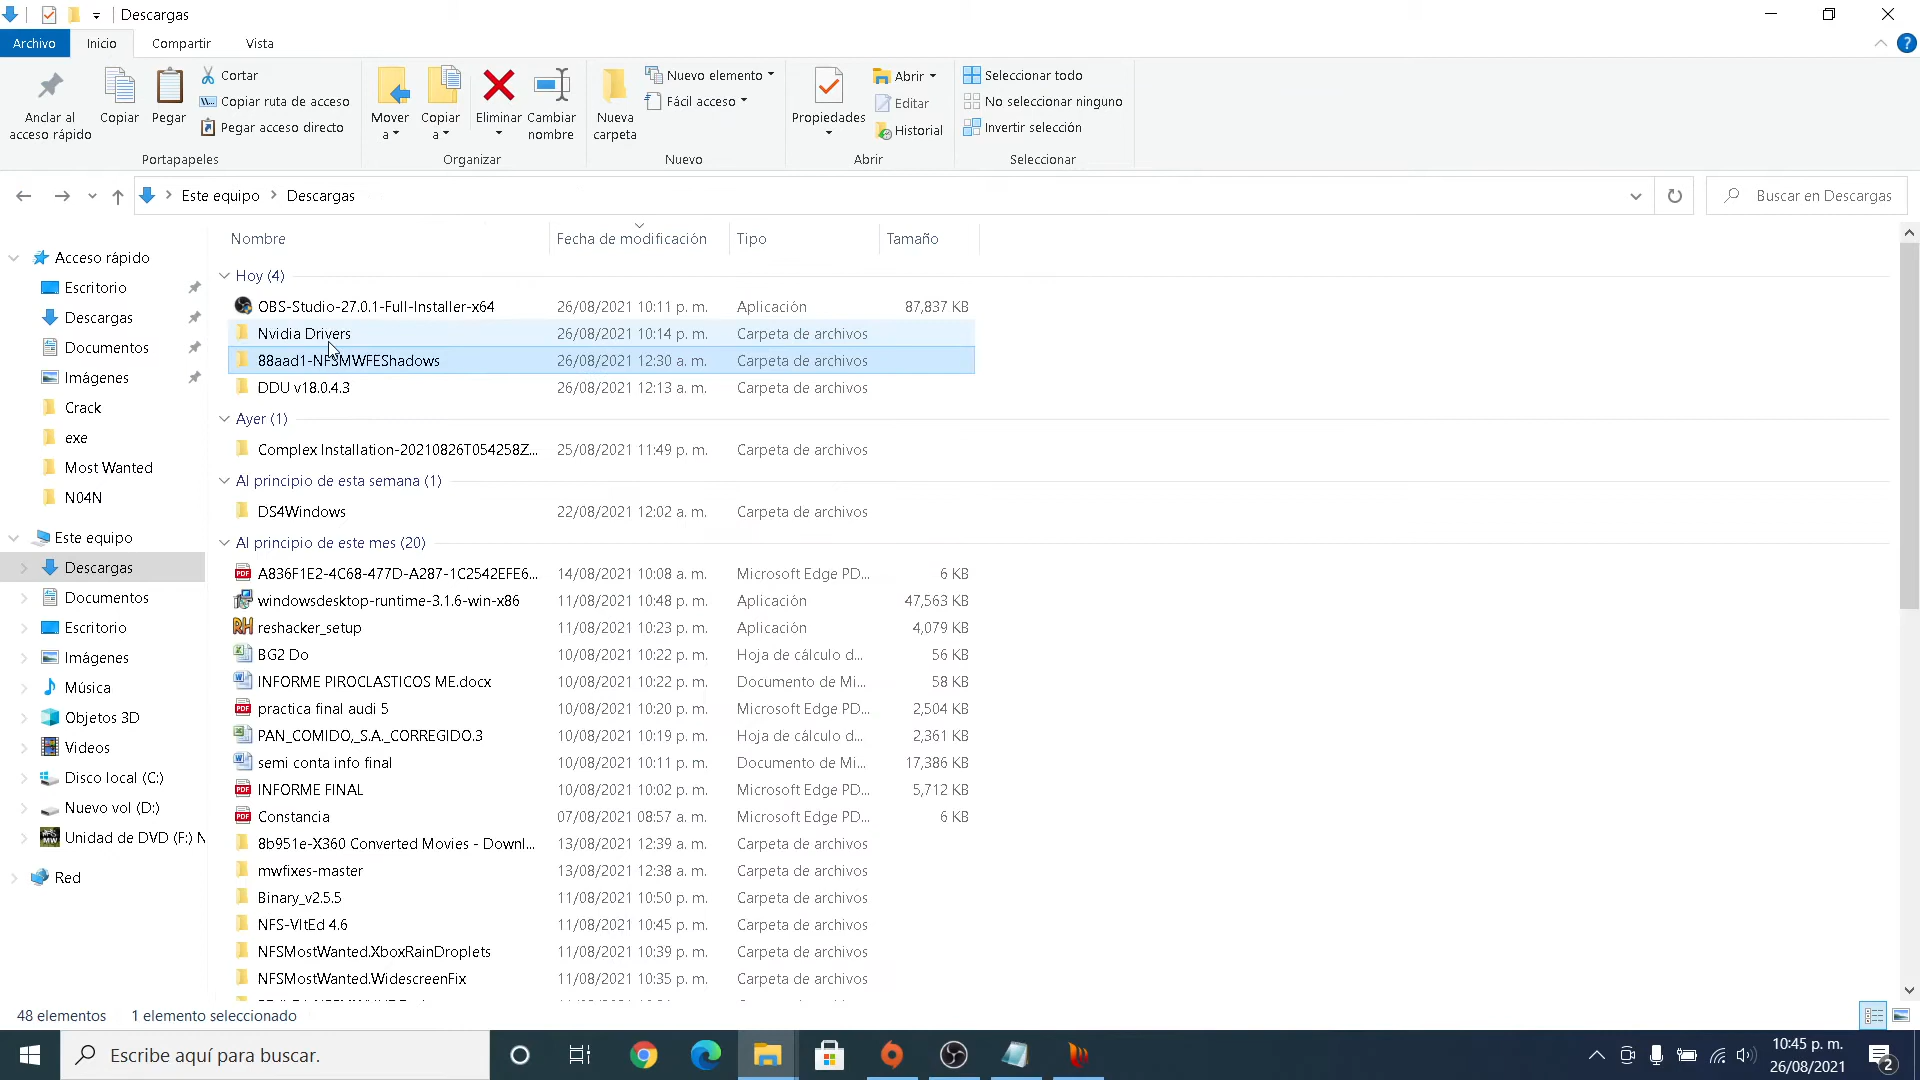 Descargas
Archivo Inicio Compartir Vista
Anclar al acceso rápido
Copiar
Pegar
Cortar
Copiar ruta de acceso
Pegar acceso directo
Portapapeles
Mover a
Copiar a
Eliminar
Cambiar nombre
Organizar
Nueva carpeta
Nuevo elemento
Fácil acceso
Nuevo
Propiedades
Abrir
Editar
Historial
Abrir
Seleccionar todo
No seleccionar ninguno
Invertir selección
Seleccionar
Este equipo > Descargas
Buscar en Descargas
Acceso rápido
Escritorio
Descargas
Documentos
Imágenes
Crack
exe
Most Wanted
N04N
Este equipo
Descargas
Documentos
Escritorio
Imágenes
Música
Objetos 3D
Videos
Disco local (C:)
Nuevo vol (D:)
Unidad de DVD (F:) N
Red
Nombre Fecha de modificación Tipo Tamaño
Hoy (4)
OBS-Studio-27.0.1-Full-Installer-x64 26/08/2021 10:11 p. m. Aplicación 87,837 KB
Nvidia Drivers 26/08/2021 10:14 p. m. Carpeta de archivos
88aad1-NFSMWFEShadows 26/08/2021 12:30 a. m. Carpeta de archivos
DDU v18.0.4.3 26/08/2021 12:13 a. m. Carpeta de archivos
Ayer (1)
Complex Installation-20210826T054258Z... 25/08/2021 11:49 p. m. Carpeta de archivos
Al principio de esta semana (1)
DS4Windows 22/08/2021 12:02 a. m. Carpeta de archivos
Al principio de este mes (20)
A836F1E2-4C68-477D-A287-1C2542EFE6... 14/08/2021 10:08 a. m. Microsoft Edge PD... 6 KB
windowsdesktop-runtime-3.1.6-win-x86 11/08/2021 10:48 p. m. Aplicación 47,563 KB
reshacker_setup 11/08/2021 10:23 p. m. Aplicación 4,079 KB
BG2 Do 10/08/2021 10:22 p. m. Hoja de cálculo d... 56 KB
INFORME PIROCLASTICOS ME.docx 10/08/2021 10:22 p. m. Documento de Mi... 58 KB
practica final audi 5 10/08/2021 10:20 p. m. Microsoft Edge PD... 2,504 KB
PAN_COMIDO,_S.A._CORREGIDO.3 10/08/2021 10:19 p. m. Hoja de cálculo d... 2,361 KB
semi conta info final 10/08/2021 10:11 p. m. Documento de Mi... 17,386 KB
INFORME FINAL 10/08/2021 10:02 p. m. Microsoft Edge PD... 5,712 KB
Constancia 07/08/2021 08:57 a. m. Microsoft Edge PD... 6 KB
8b951e-X360 Converted Movies - Downl... 13/08/2021 12:39 a. m. Carpeta de archivos
mwfixes-master 13/08/2021 12:38 a. m. Carpeta de archivos
Binary_v2.5.5 11/08/2021 10:50 p. m. Carpeta de archivos
NFS-VltEd 4.6 11/08/2021 10:45 p. m. Carpeta de archivos
NFSMostWanted.XboxRainDroplets 11/08/2021 10:39 p. m. Carpeta de archivos
NFSMostWanted.WidescreenFix 11/08/2021 10:35 p. m. Carpeta de archivos
48 elementos 1 elemento seleccionado
Escribe aquí para buscar.
10:45 p. m.
26/08/2021
2